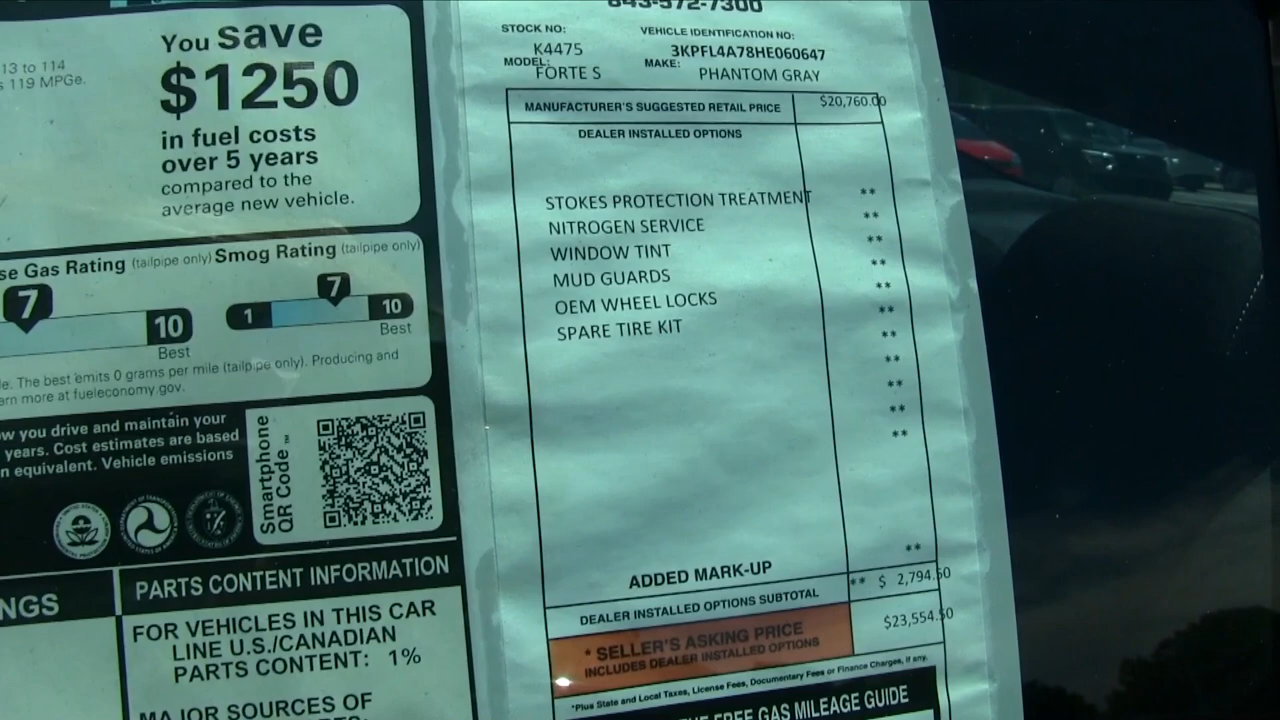 You save
$1250
in fuel costs
over 5 years
compared to the
average new vehicle.
13 to 114
119 MPGe.
Gas Rating (tailpipe only)
7
10
Best
Smog Rating (tailpipe only)
7
1
10
Best
The best emits 0 grams per mile (tailpipe only). Producing and
more at fueleconomy.gov.
you drive and maintain your
years. Cost estimates are based
equivalent. Vehicle emissions
Smartphone
QR Code™
PARTS CONTENT INFORMATION
FOR VEHICLES IN THIS CAR
LINE U.S./CANADIAN
PARTS CONTENT: 1%
MAJOR SOURCES OF
843-572-7300
STOCK NO: VEHICLE IDENTIFICATION NO:
K4475 3KPFL4A78HE060647
MODEL: MAKE:
FORTE S PHANTOM GRAY
MANUFACTURER'S SUGGESTED RETAIL PRICE $20,760.00
DEALER INSTALLED OPTIONS
STOKES PROTECTION TREATMENT **
NITROGEN SERVICE **
WINDOW TINT **
MUD GUARDS **
OEM WHEEL LOCKS **
SPARE TIRE KIT **
**
**
**
**
**
**
ADDED MARK-UP
DEALER INSTALLED OPTIONS SUBTOTAL ** $ 2,794.50
* SELLER'S ASKING PRICE $23,554.50
INCLUDES DEALER INSTALLED OPTIONS
*Plus State and Local Taxes, License Fees, Documentary Fees or Finance Charges, if any.
FREE GAS MILEAGE GUIDE